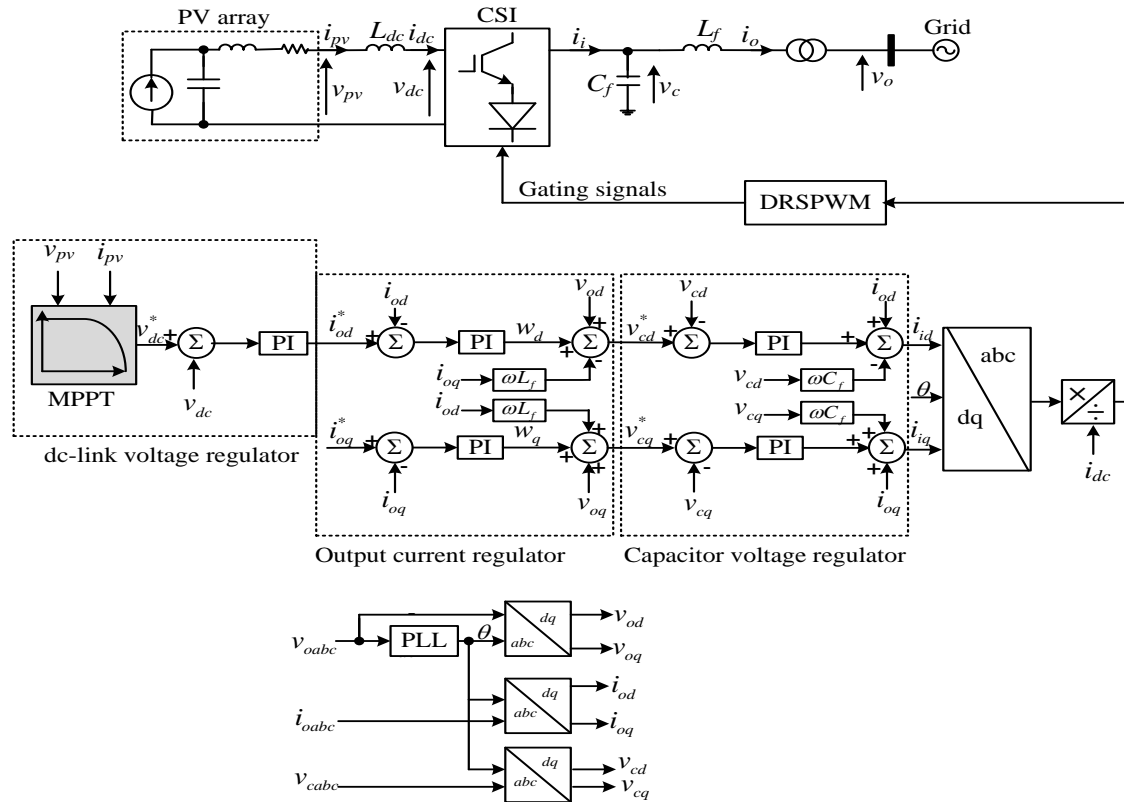 PV array
i_pv
L_dc
i_dc
CSI
i_i
L_f
i_o
Grid
v_pv
v_dc
C_f
v_c
v_o
Gating signals
DRSPWM
v_pv
i_pv
v*_dc
+
Σ
PI
MPPT
v_dc
dc-link voltage regulator
i_od
i*_od
+
-
Σ
PI
w_d
v_od
+
+
-
Σ
i_oq
ωL_f
i_od
ωL_f
i*_oq
+
-
Σ
PI
w_q
+
+
+
Σ
i_oq
v_oq
Output current regulator
v_cd
v*_cd
+
-
Σ
PI
i_od
+
+
-
Σ
i_id
v_cd
ωC_f
v_cq
ωC_f
v*_cq
+
-
Σ
PI
+
+
+
Σ
i_iq
v_cq
i_oq
Capacitor voltage regulator
abc
θ
dq
×
÷
i_dc
v_oabc
-
PLL
θ
dq
abc
v_od
v_oq
i_oabc
dq
abc
i_od
i_oq
v_cabc
dq
abc
v_cd
v_cq